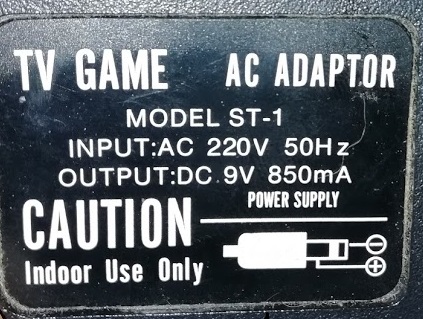 TV GAME AC ADAPTOR
MODEL ST-1
INPUT:AC 220V 50Hz
OUTPUT:DC 9V 850mA
POWER SUPPLY
CAUTION
Indoor Use Only